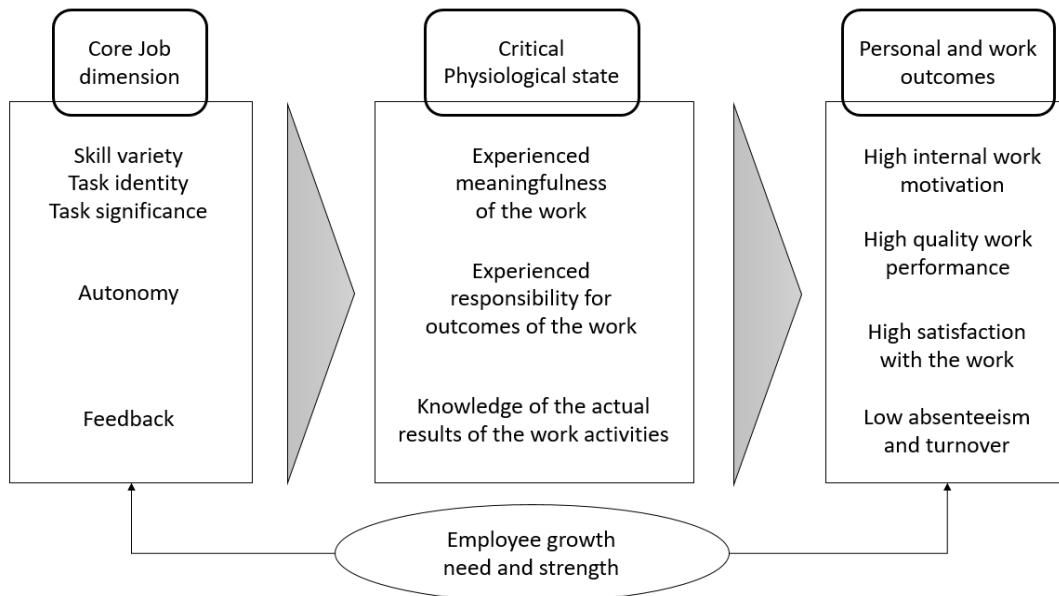 Core Job
dimension
Skill variety
Task identity
Task significance
Autonomy
Feedback
Critical
Physiological state
Experienced
meaningfulness
of the work
Experienced
responsibility for
outcomes of the work
Knowledge of the actual
results of the work activities
Personal and work
outcomes
High internal work
motivation
High quality work
performance
High satisfaction
with the work
Low absenteeism
and turnover
Employee growth
need and strength